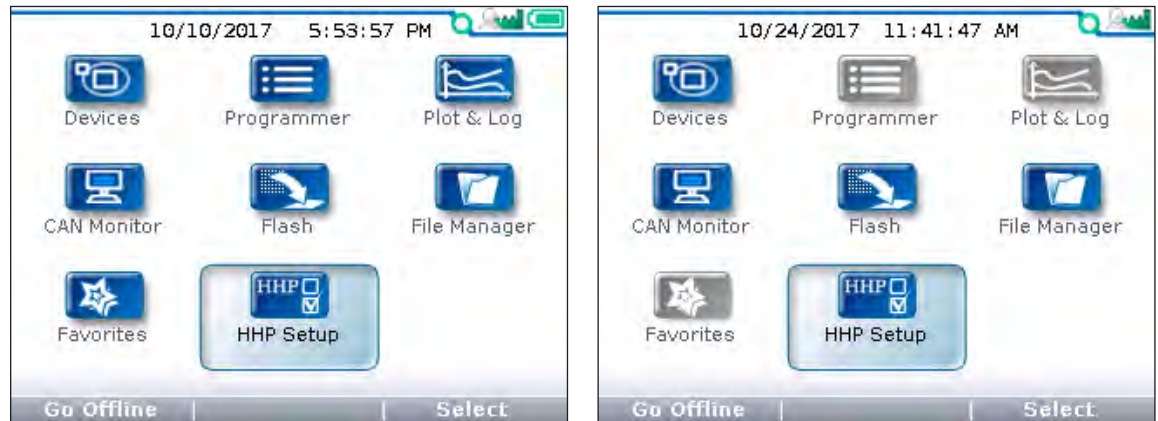 10/10/2017 5:53:57 PM
Devices Programmer Plot & Log
CAN Monitor Flash File Manager
HHP
Favorites HHP Setup
Go Offline Select
10/24/2017 11:41:47 AM
Devices Programmer Plot & Log
CAN Monitor Flash File Manager
HHP
Favorites HHP Setup
Go Offline Select